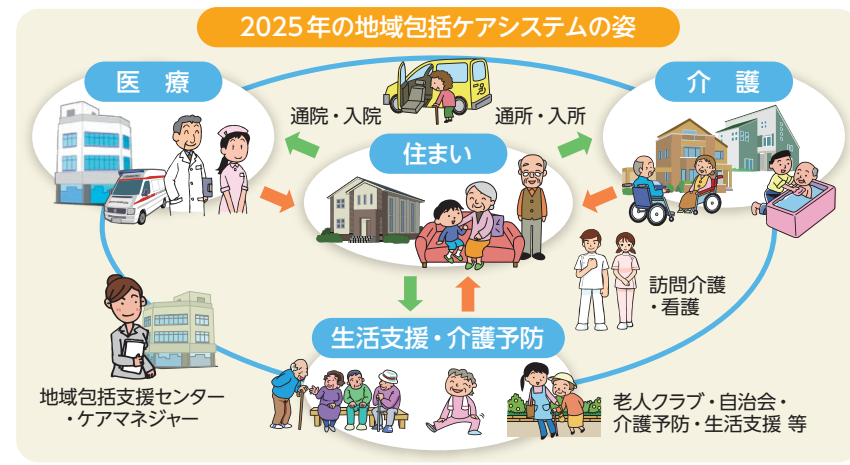 2025年の地域包括ケアシステムの姿
医 療
介 護
通院・入院
通所・入所
住まい
訪問介護
・看護
生活支援・介護予防
地域包括支援センター
・ケアマネジャー
老人クラブ・自治会・
介護予防・生活支援 等